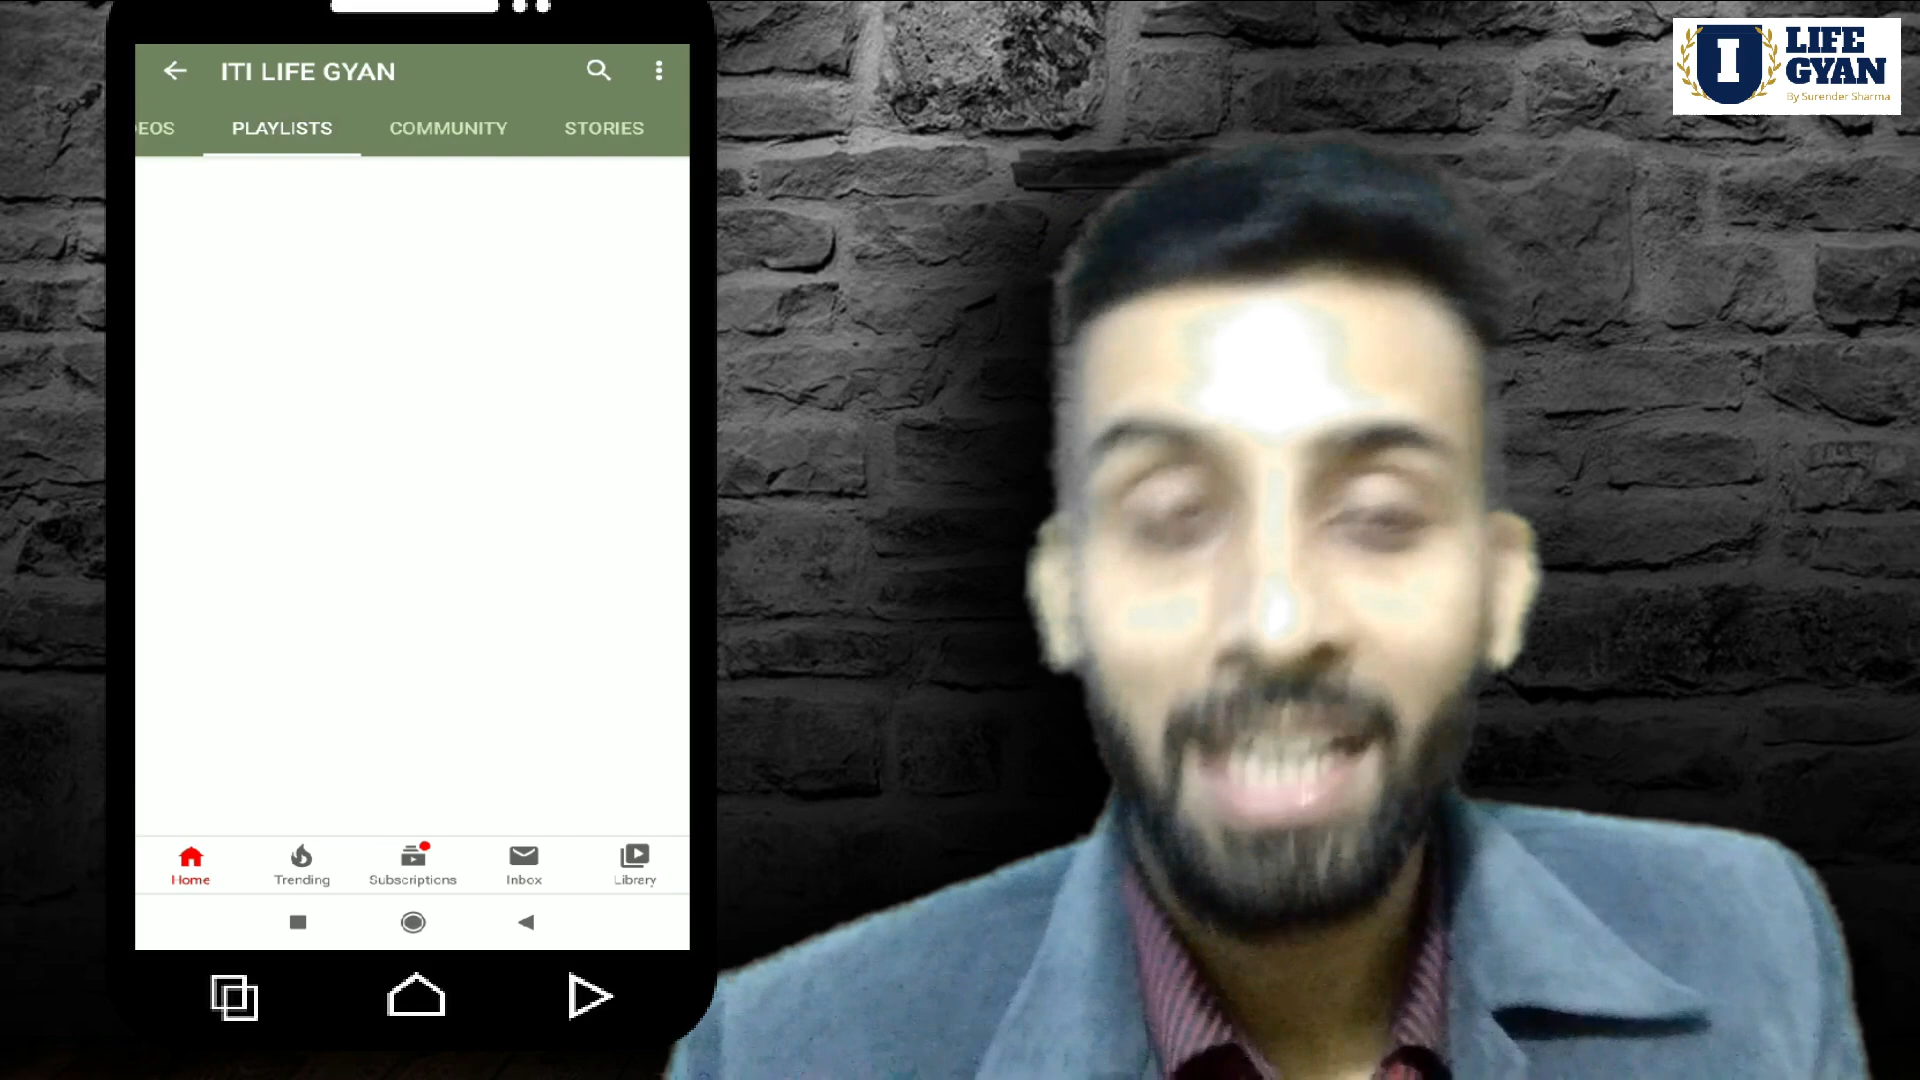 ITI LIFE GYAN
EOS PLAYLISTS COMMUNITY STORIES
Home Trending Subscriptions Inbox Library
I LIFE
GYAN
By Surender Sharma